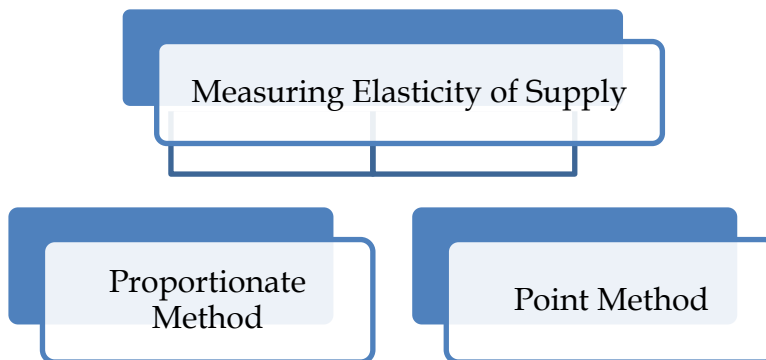 Measuring Elasticity of Supply
Proportionate
Method
Point Method